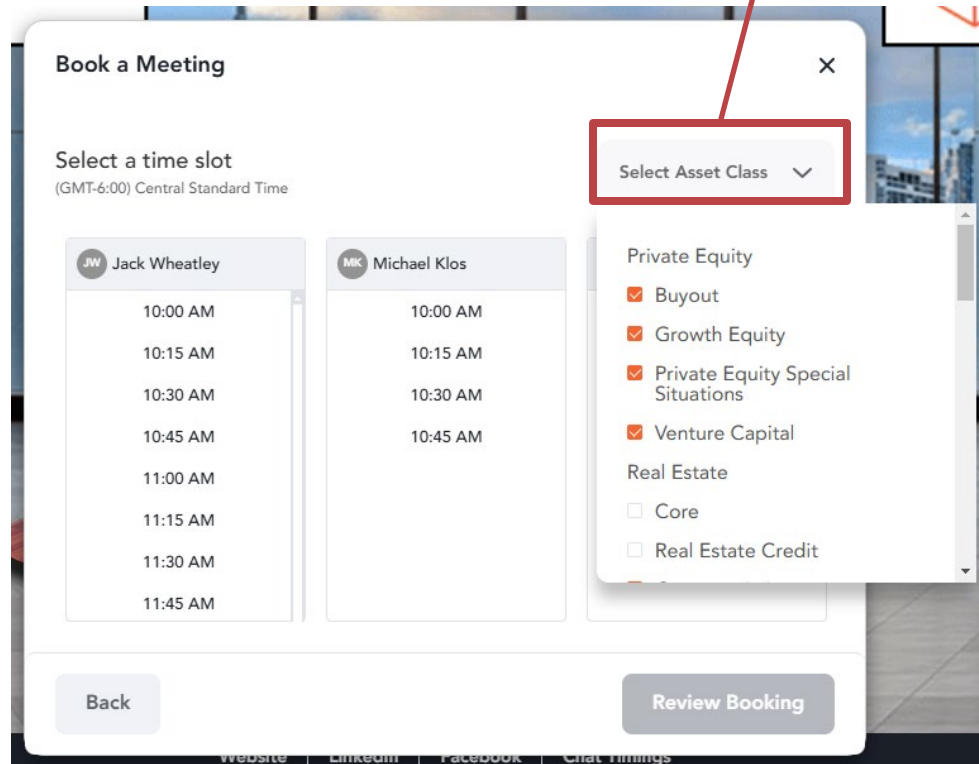 Book a Meeting
Select a time slot
(GMT-6:00) Central Standard Time
Select Asset Class
JW Jack Wheatley
10:00 AM
10:15 AM
10:30 AM
10:45 AM
11:00 AM
11:15 AM
11:30 AM
11:45 AM
MK Michael Klos
10:00 AM
10:15 AM
10:30 AM
10:45 AM
Private Equity
Buyout
Growth Equity
Private Equity Special
Situations
Venture Capital
Real Estate
Core
Real Estate Credit
Back
Review Booking
Website
LinkedIn
Facebook
Chat Timings